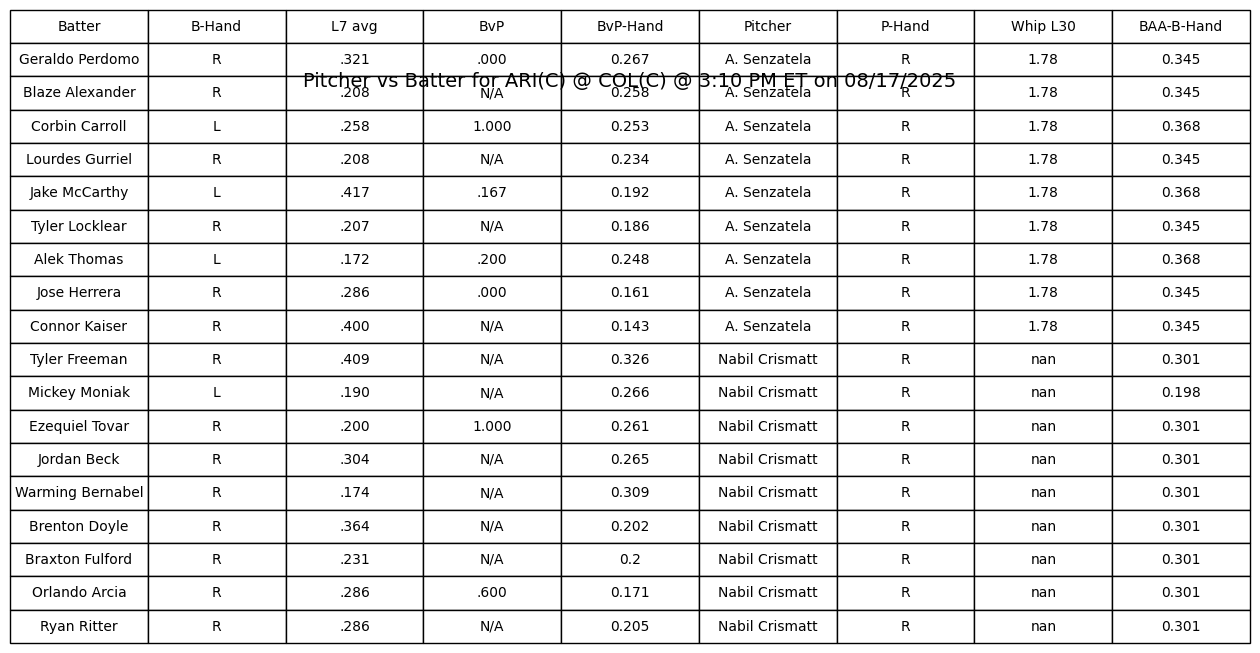 Batter B-Hand L7 avg BvP BvP-Hand Pitcher P-Hand Whip L30 BAA-B-Hand
Geraldo Perdomo R .321 .000 0.267 A. Senzatela R 1.78 0.345
Pitcher vs Batter for ARI(C) @ COL(C) @ 3:10 PM ET on 08/17/2025
Blaze Alexander R .208 N/A 0.258 A. Senzatela R 1.78 0.345
Corbin Carroll L .258 1.000 0.253 A. Senzatela R 1.78 0.368
Lourdes Gurriel R .208 N/A 0.234 A. Senzatela R 1.78 0.345
Jake McCarthy L .417 .167 0.192 A. Senzatela R 1.78 0.368
Tyler Locklear R .207 N/A 0.186 A. Senzatela R 1.78 0.345
Alek Thomas L .172 .200 0.248 A. Senzatela R 1.78 0.368
Jose Herrera R .286 .000 0.161 A. Senzatela R 1.78 0.345
Connor Kaiser R .400 N/A 0.143 A. Senzatela R 1.78 0.345
Tyler Freeman R .409 N/A 0.326 Nabil Crismatt R nan 0.301
Mickey Moniak L .190 N/A 0.266 Nabil Crismatt R nan 0.198
Ezequiel Tovar R .200 1.000 0.261 Nabil Crismatt R nan 0.301
Jordan Beck R .304 N/A 0.265 Nabil Crismatt R nan 0.301
Warming Bernabel R .174 N/A 0.309 Nabil Crismatt R nan 0.301
Brenton Doyle R .364 N/A 0.202 Nabil Crismatt R nan 0.301
Braxton Fulford R .231 N/A 0.2 Nabil Crismatt R nan 0.301
Orlando Arcia R .286 .600 0.171 Nabil Crismatt R nan 0.301
Ryan Ritter R .286 N/A 0.205 Nabil Crismatt R nan 0.301